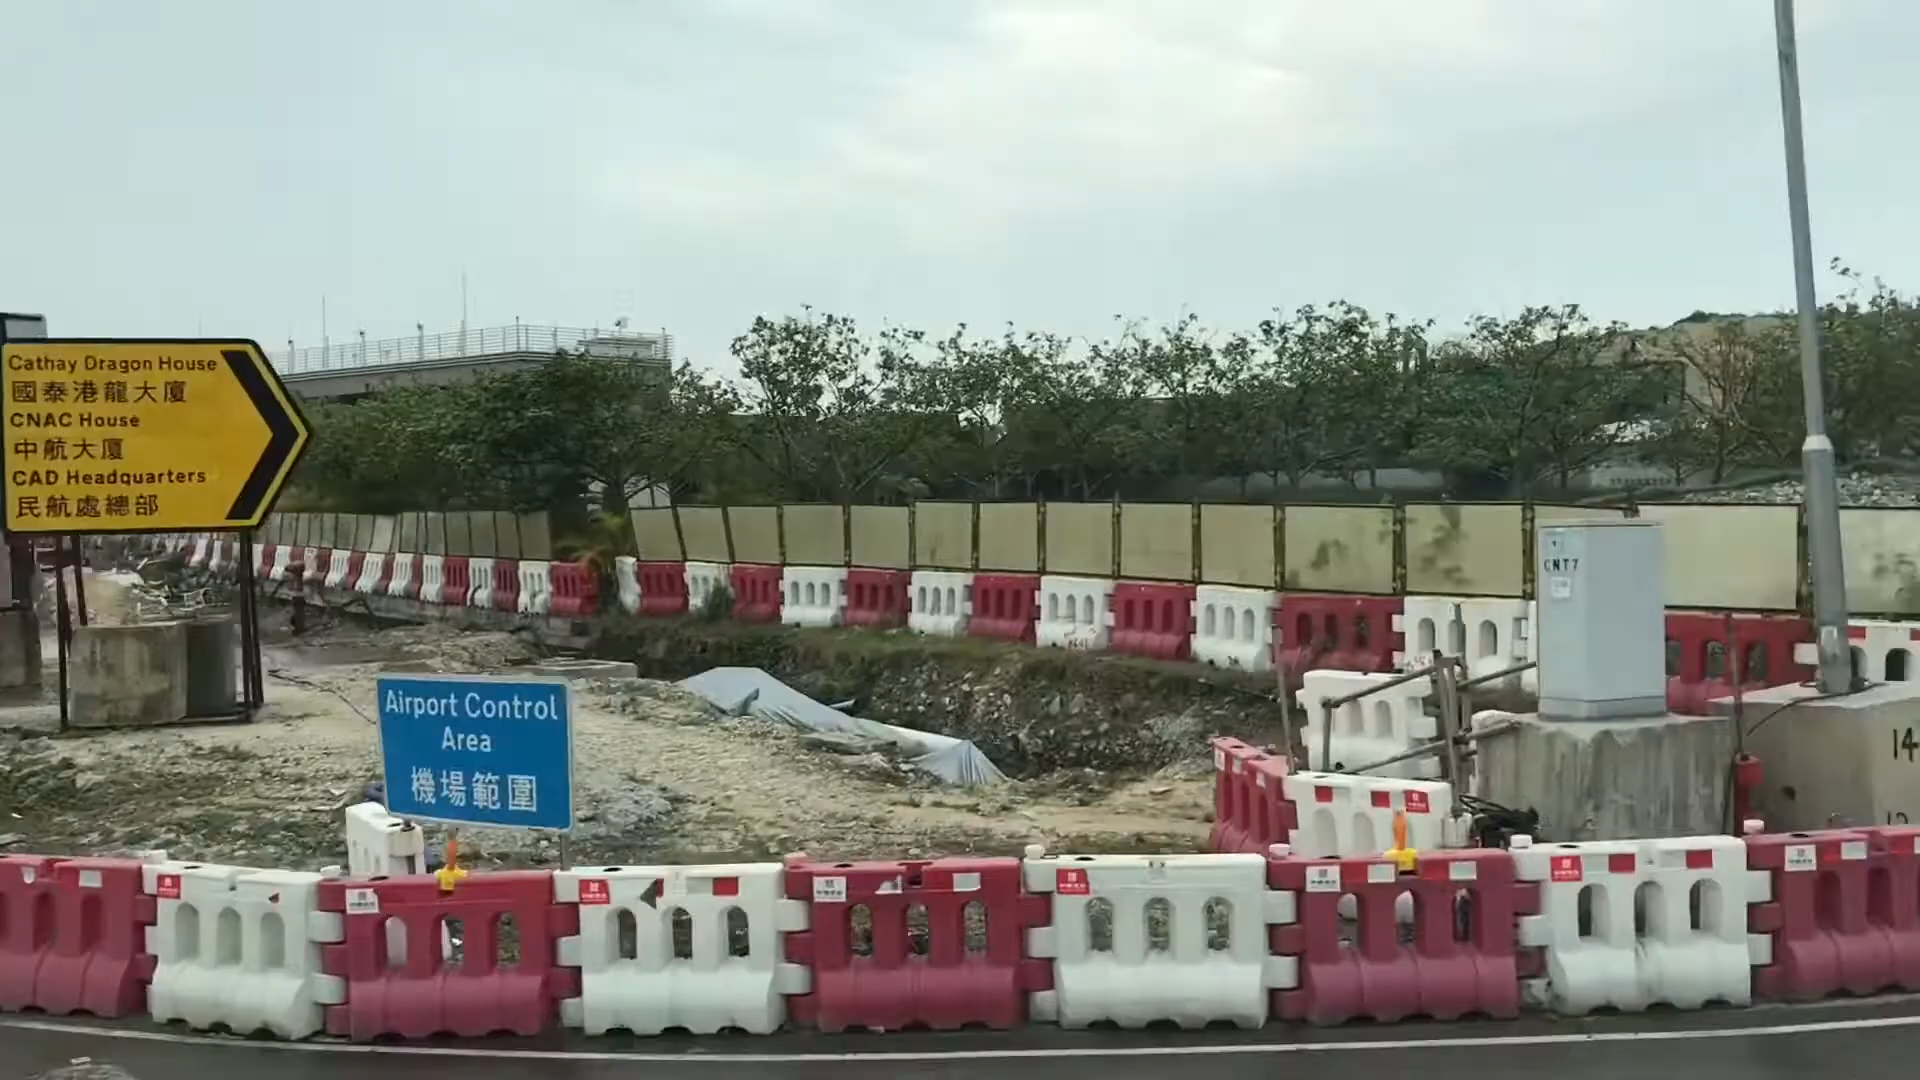 Cathay Dragon House
國泰港龍大廈
CNAC House
中航大廈
CAD Headquarters
民航處總部
Airport Control
Area
機場範圍
CNT7
14